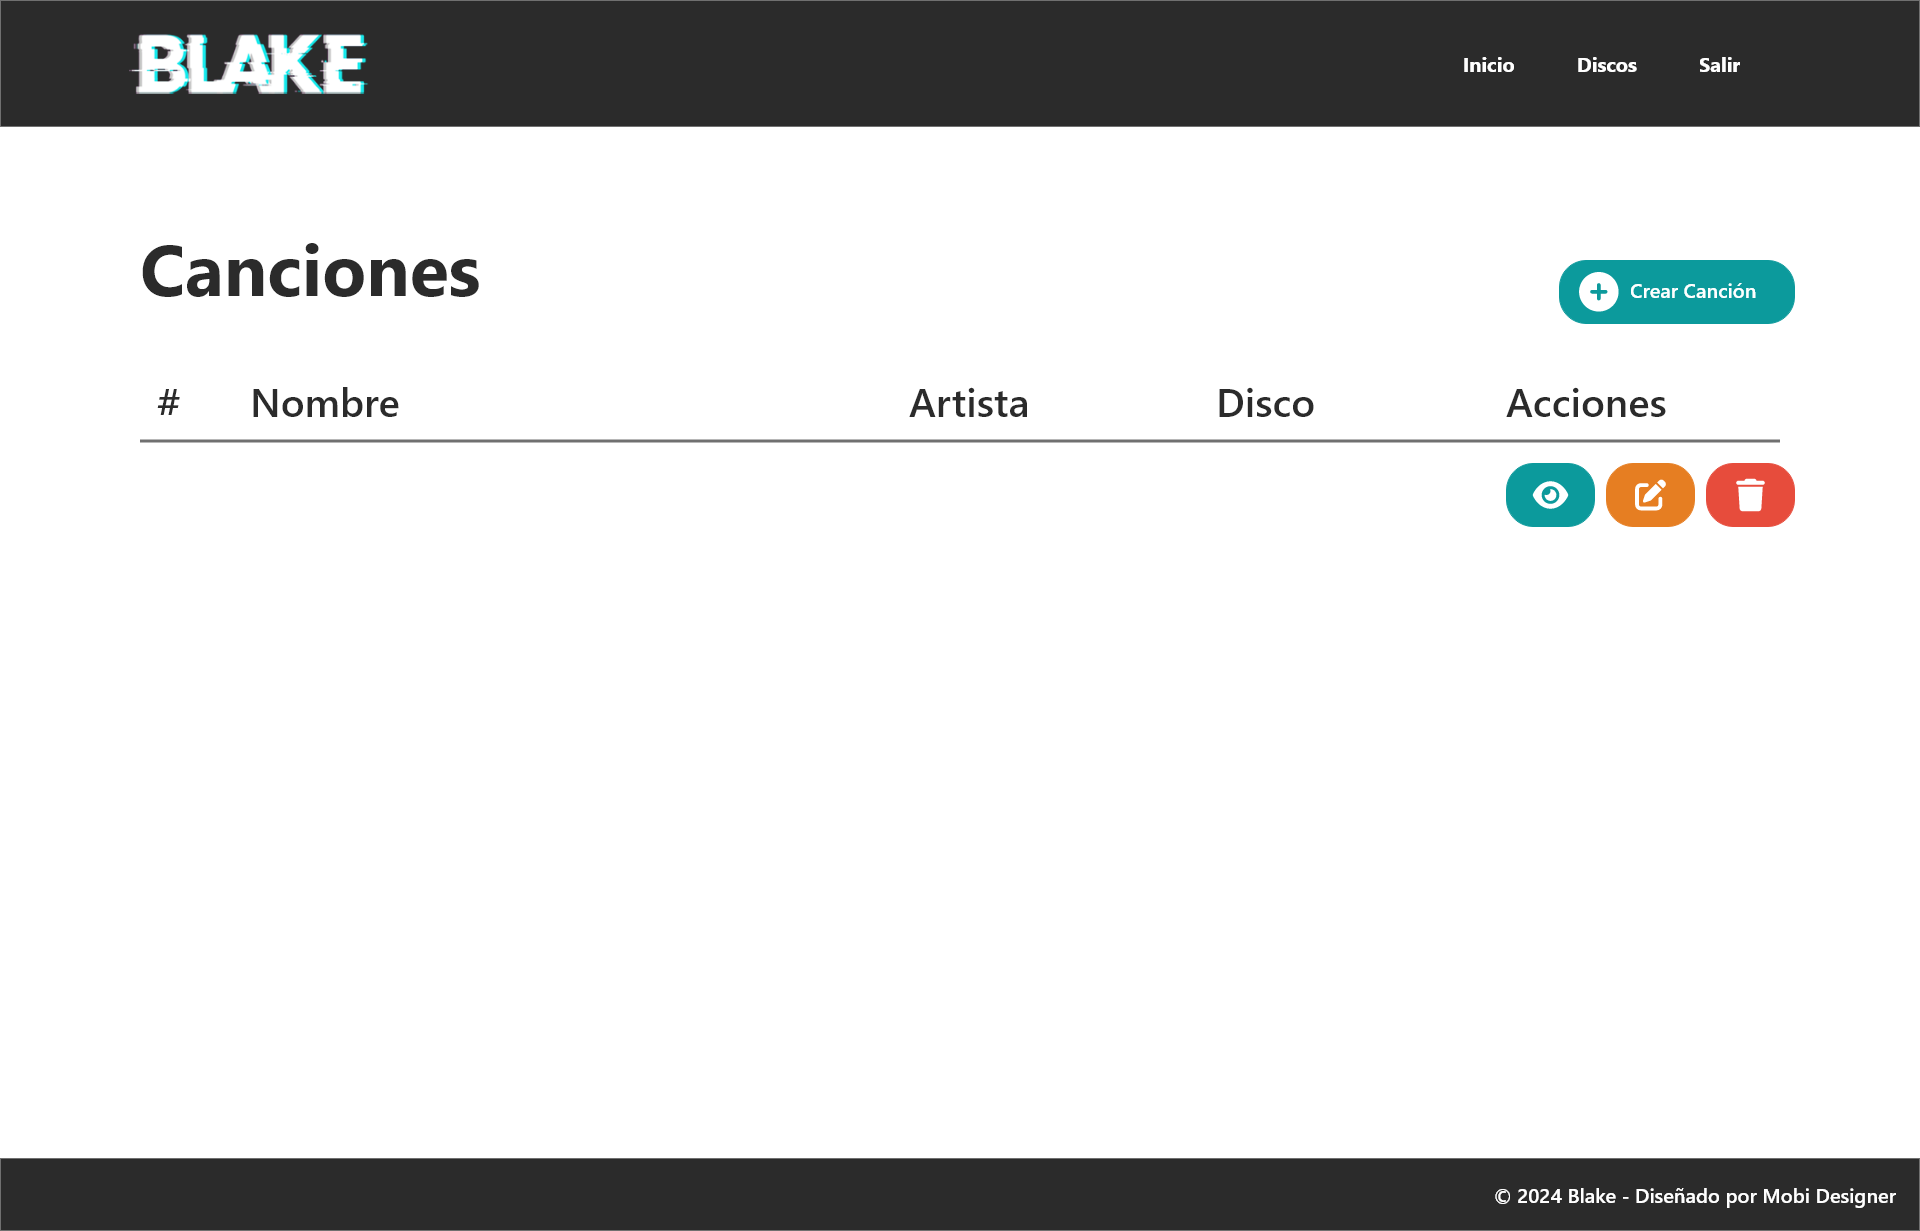 BLAKE
Inicio Discos Salir
Canciones
Crear Canción
# Nombre Artista Disco Acciones
© 2024 Blake - Diseñado por Mobi Designer